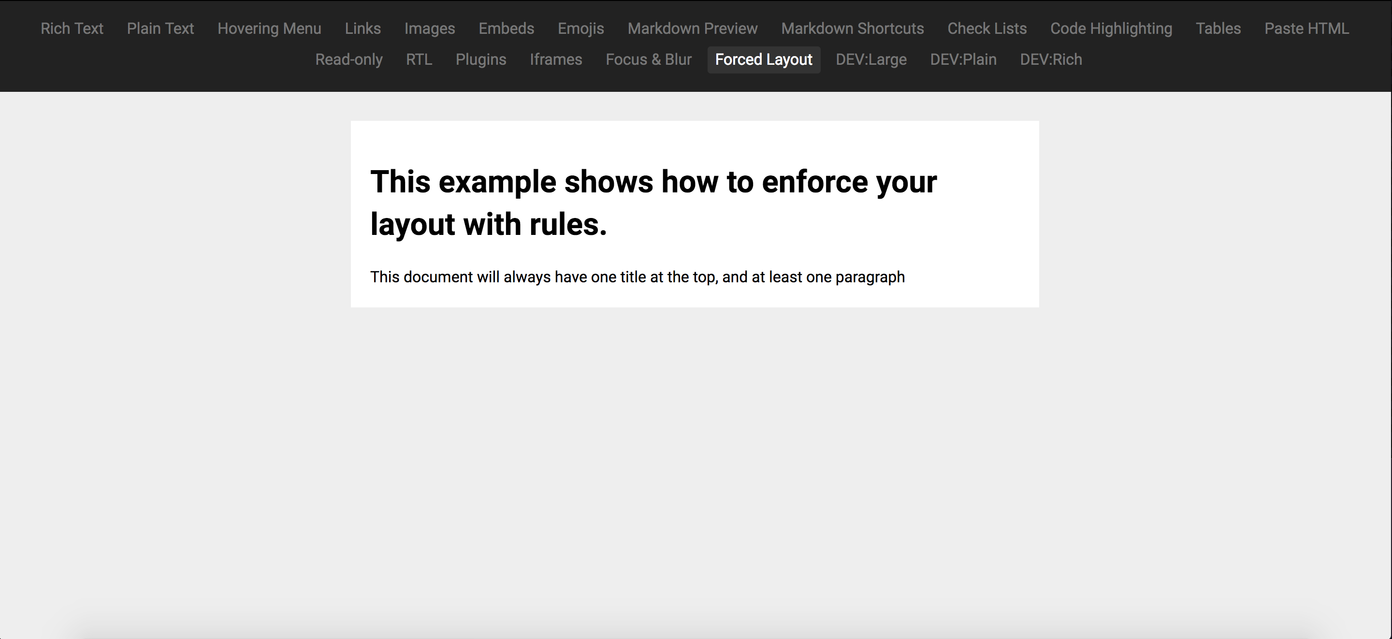 Rich Text Plain Text Hovering Menu Links Images Embeds Emojis Markdown Preview Markdown Shortcuts Check Lists Code Highlighting Tables Paste HTML
Read-only RTL Plugins Iframes Focus & Blur Forced Layout DEV:Large DEV:Plain DEV:Rich
This example shows how to enforce your
layout with rules.
This document will always have one title at the top, and at least one paragraph